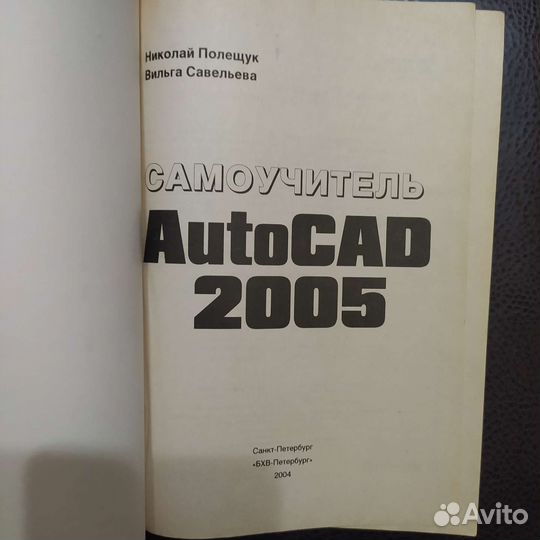 Николай Полещук
Вильга Савельева
САМОУЧИТЕЛЬ
AutoCAD
2005
Санкт-Петербург
«БХВ-Петербург»
2004
Avito